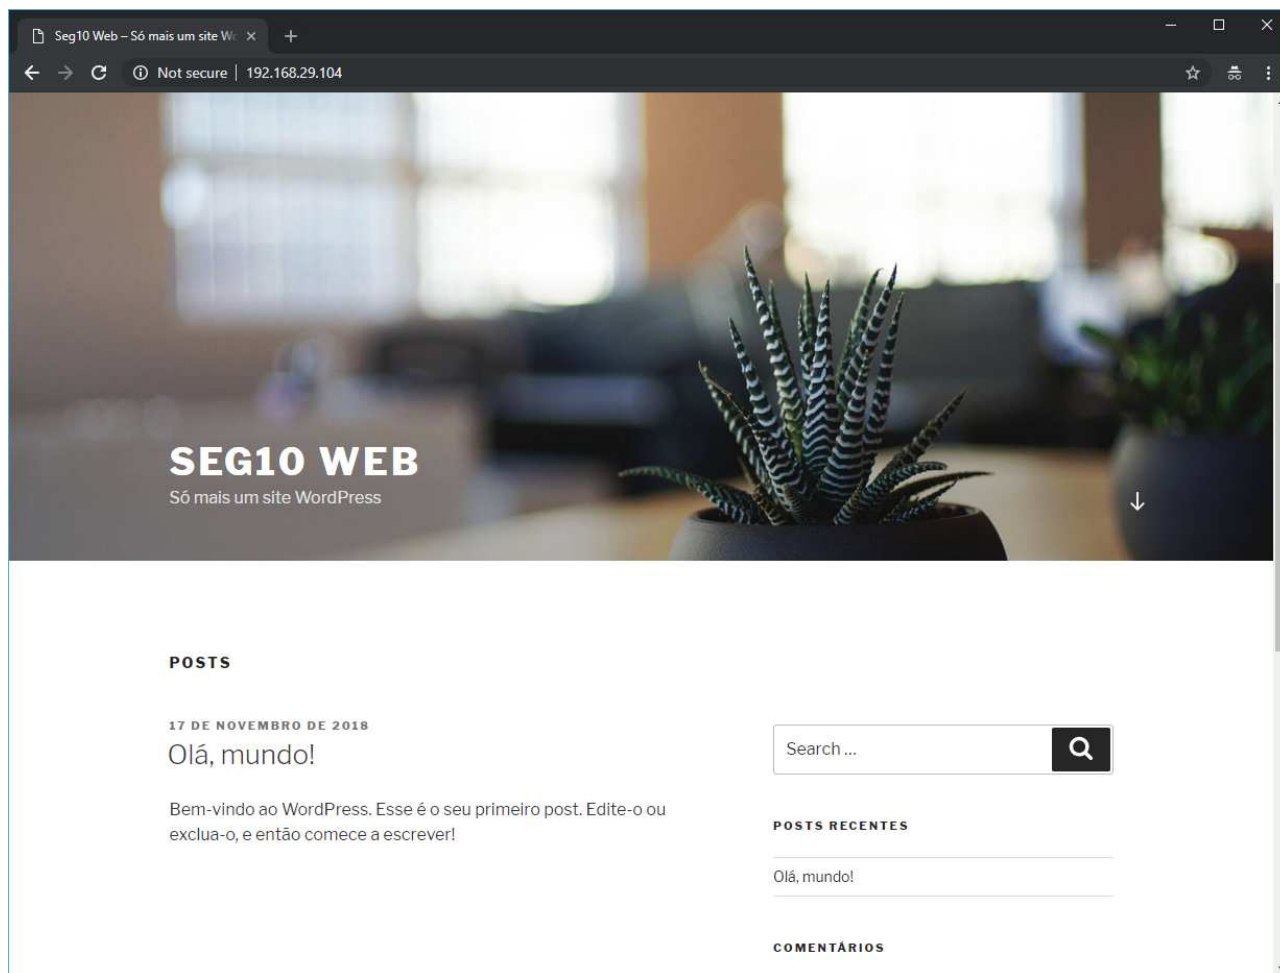 Seg10 Web – Só mais um site Wo
Not secure | 192.168.29.104
SEG10 WEB
Só mais um site WordPress
POSTS
17 DE NOVEMBRO DE 2018
Olá, mundo!
Bem-vindo ao WordPress. Esse é o seu primeiro post. Edite-o ou
exclua-o, e então comece a escrever!
Search …
POSTS RECENTES
Olá, mundo!
COMENTÁRIOS